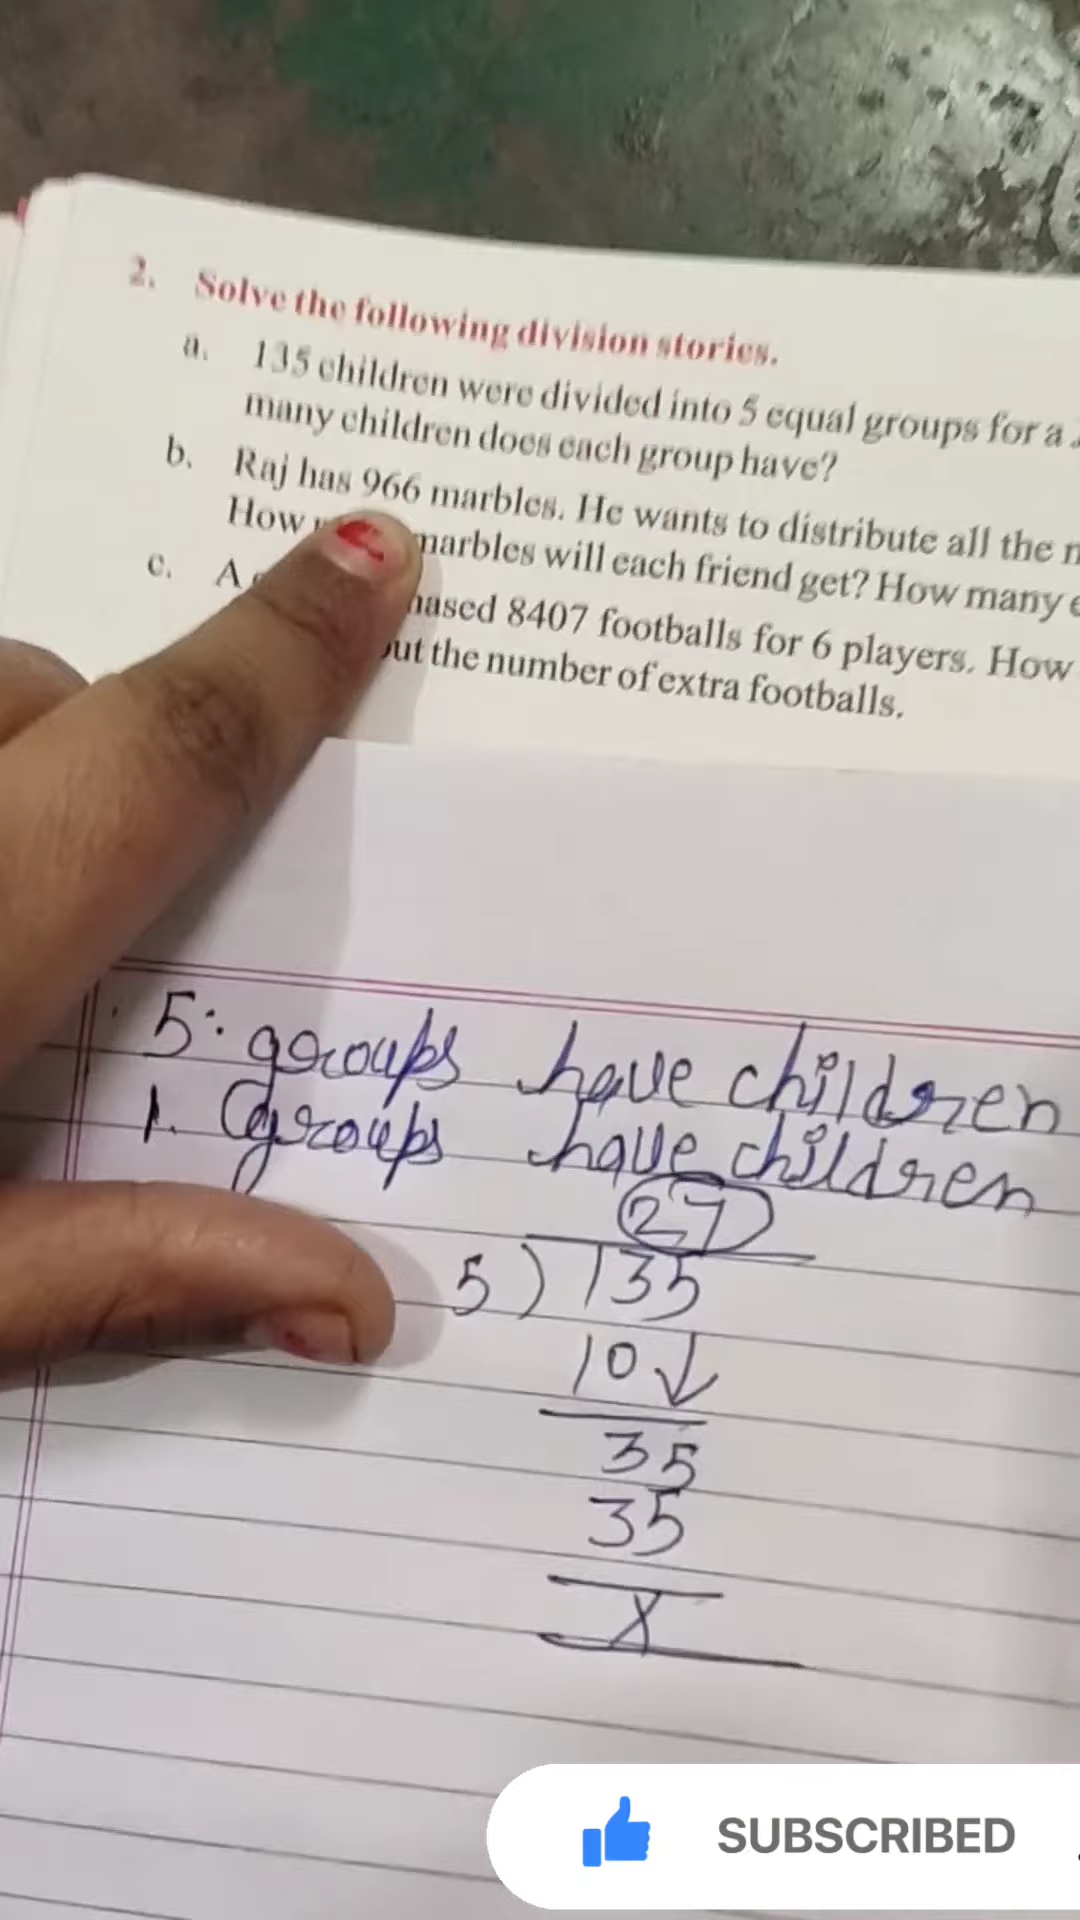 2. Solve the following division stories.
a. 135 children were divided into 5 equal groups for a
many children does each group have?
b. Raj has 966 marbles. He wants to distribute all the
How marbles will each friend get? How many
c. A 8407 footballs for 6 players. How
out the number of extra footballs.
5 groups have children
1. Groups have children
27
5) 135
10↓
35
35
X
SUBSCRIBED